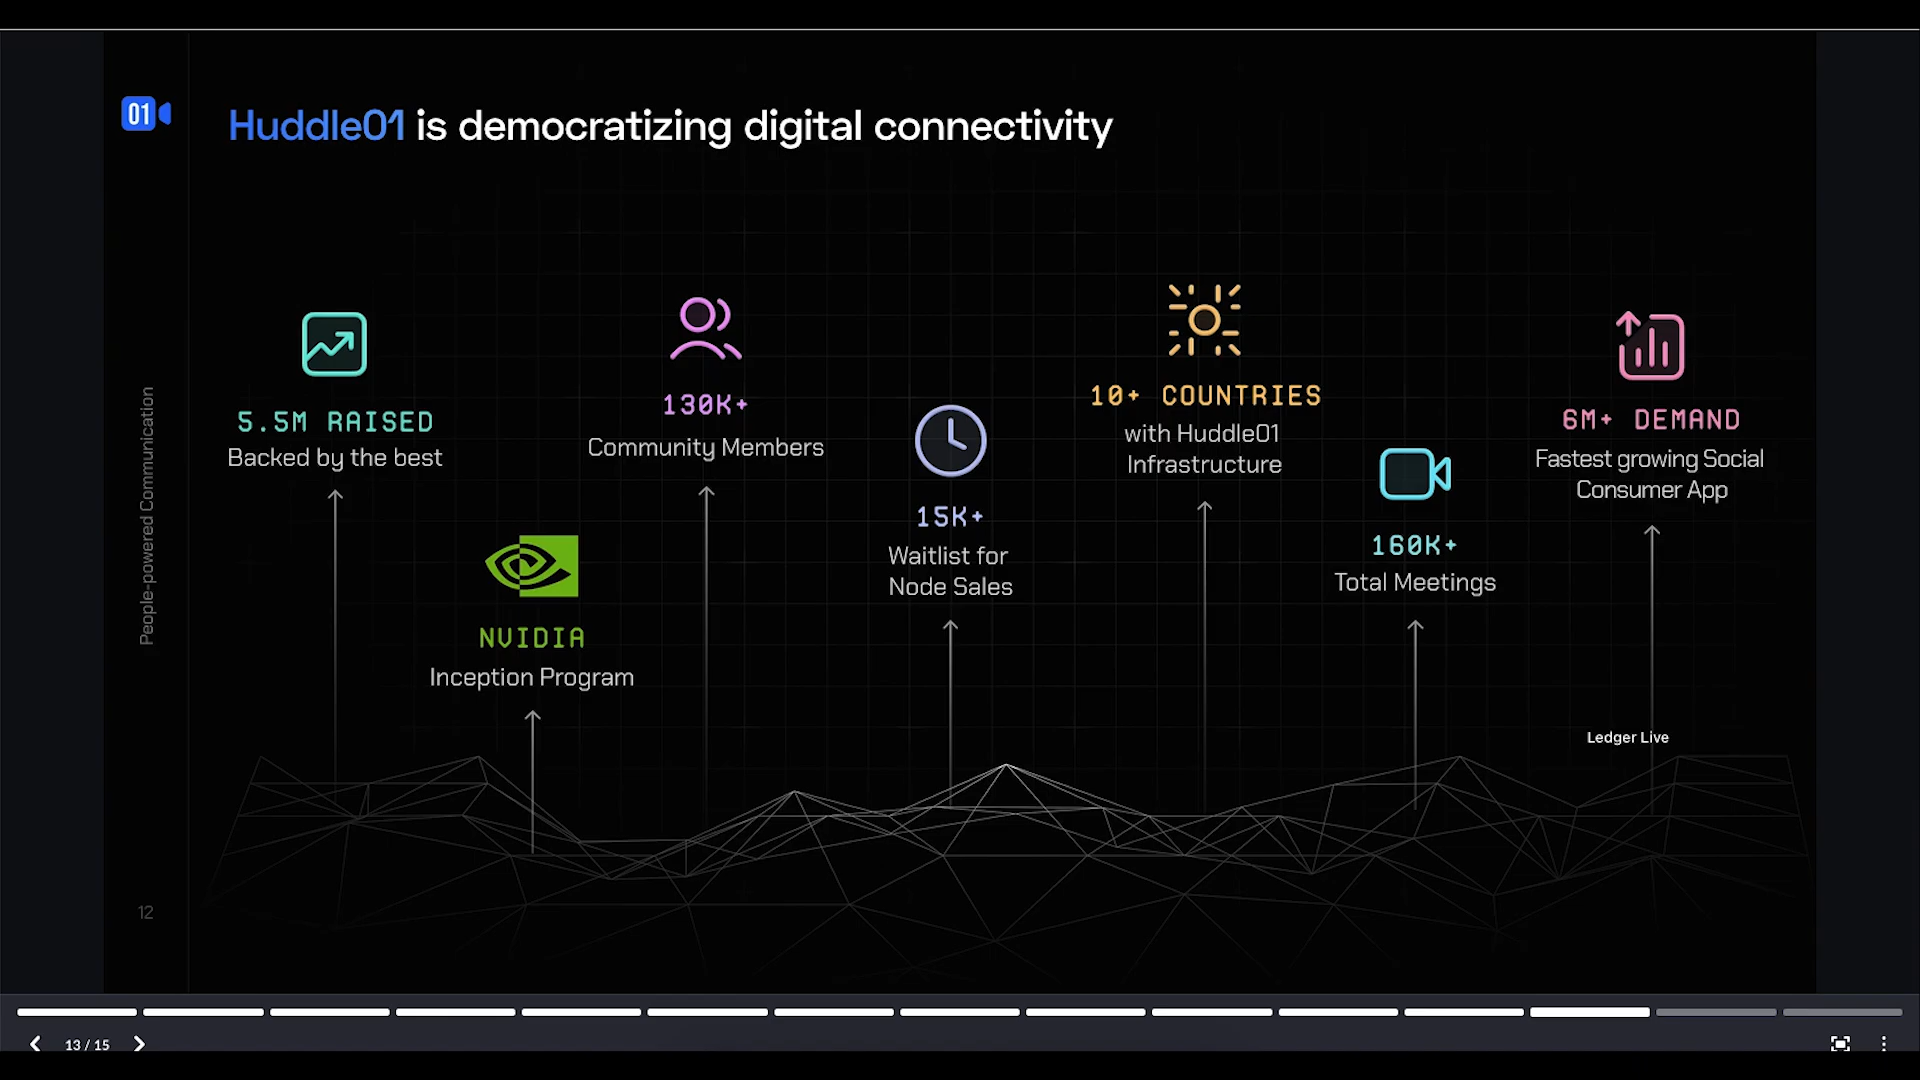 01
Huddle01 is democratizing digital connectivity
People-powered Communication
5.5M RAISED
Backed by the best
NVIDIA
Inception Program
130K+
Community Members
15K+
Waitlist for
Node Sales
10+ COUNTRIES
with Huddle01
Infrastructure
160K+
Total Meetings
6M+ DEMAND
Fastest growing Social
Consumer App
Ledger Live
12
13 / 15